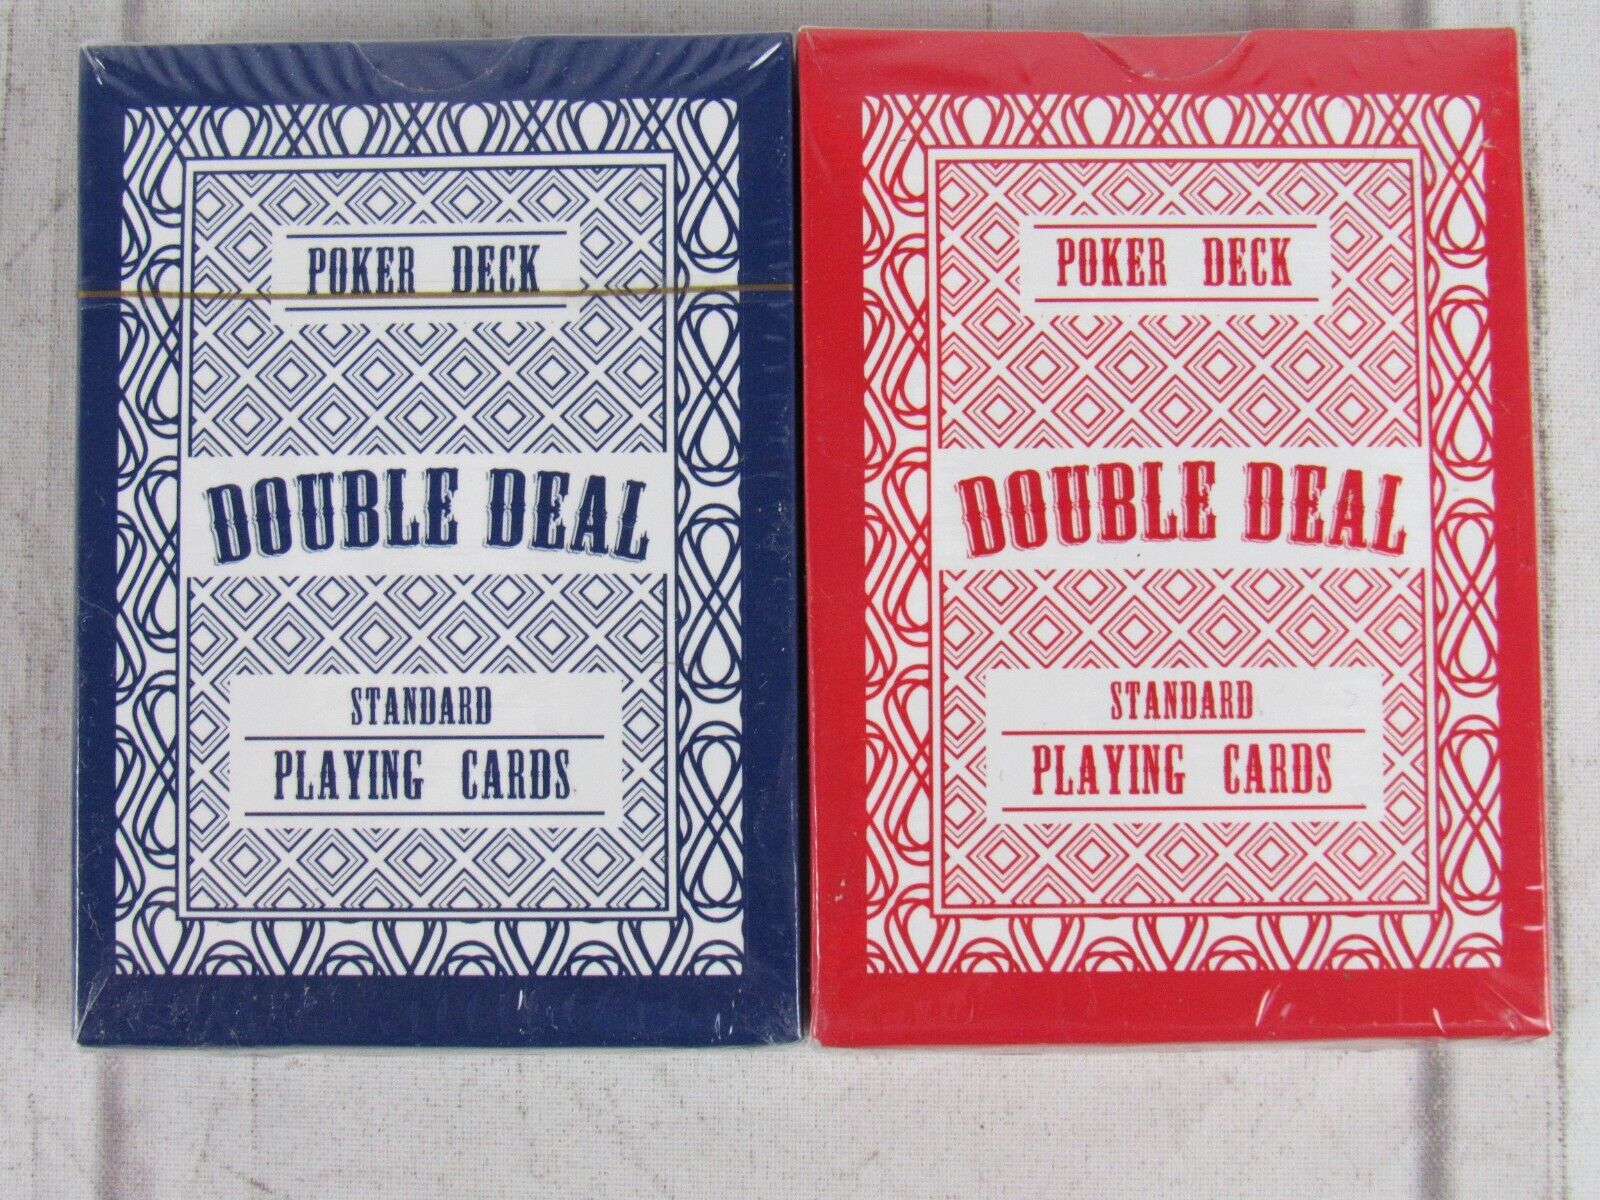 POKER DECK
DOUBLE DEAL
STANDARD
PLAYING CARDS
POKER DECK
DOUBLE DEAL
STANDARD
PLAYING CARDS